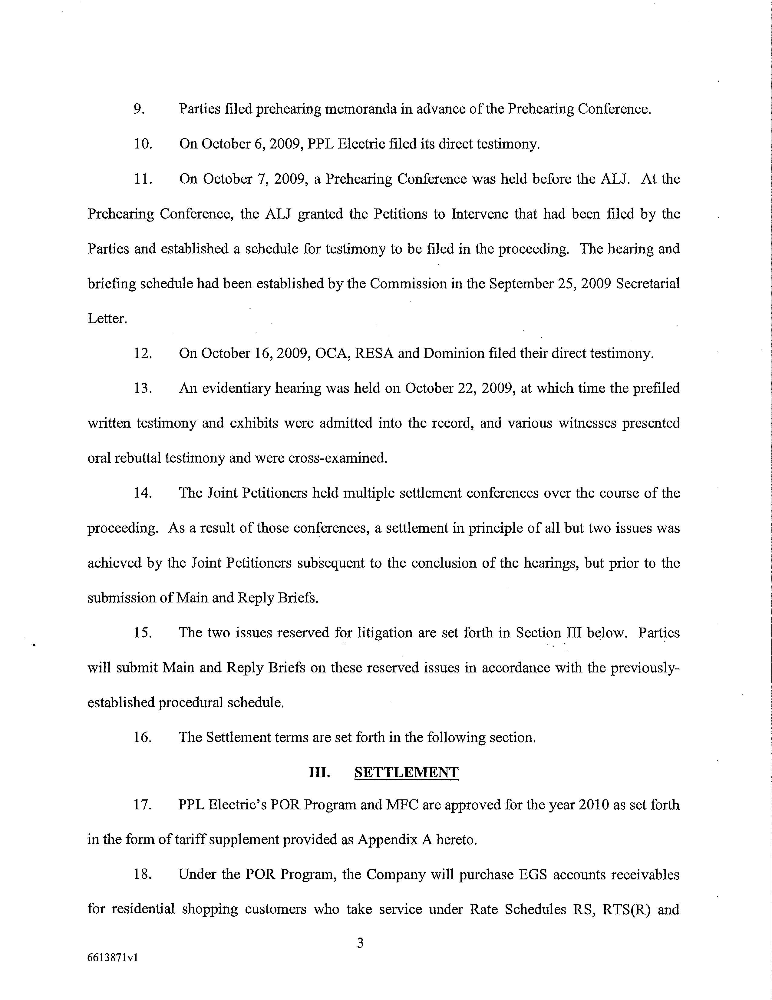 9. Parties filed prehearing memoranda in advance of the Prehearing Conference.
10. On October 6, 2009, PPL Electric filed its direct testimony.
11. On October 7, 2009, a Prehearing Conference was held before the ALJ. At the
Prehearing Conference, the ALJ granted the Petitions to Intervene that had been filed by the
Parties and established a schedule for testimony to be filed in the proceeding. The hearing and
briefing schedule had been established by the Commission in the September 25, 2009 Secretarial
Letter.
12. On October 16, 2009, OCA, RESA and Dominion filed their direct testimony.
13. An evidentiary hearing was held on October 22, 2009, at which time the prefiled
written testimony and exhibits were admitted into the record, and various witnesses presented
oral rebuttal testimony and were cross-examined.
14. The Joint Petitioners held multiple settlement conferences over the course of the
proceeding. As a result of those conferences, a settlement in principle of all but two issues was
achieved by the Joint Petitioners subsequent to the conclusion of the hearings, but prior to the
submission of Main and Reply Briefs.
15. The two issues reserved for litigation are set forth in Section III below. Parties
will submit Main and Reply Briefs on these reserved issues in accordance with the previously-
established procedural schedule.
16. The Settlement terms are set forth in the following section.
III. SETTLEMENT
17. PPL Electric's POR Program and MFC are approved for the year 2010 as set forth
in the form of tariff supplement provided as Appendix A hereto.
18. Under the POR Program, the Company will purchase EGS accounts receivables
for residential shopping customers who take service under Rate Schedules RS, RTS(R) and
3
6613871v1